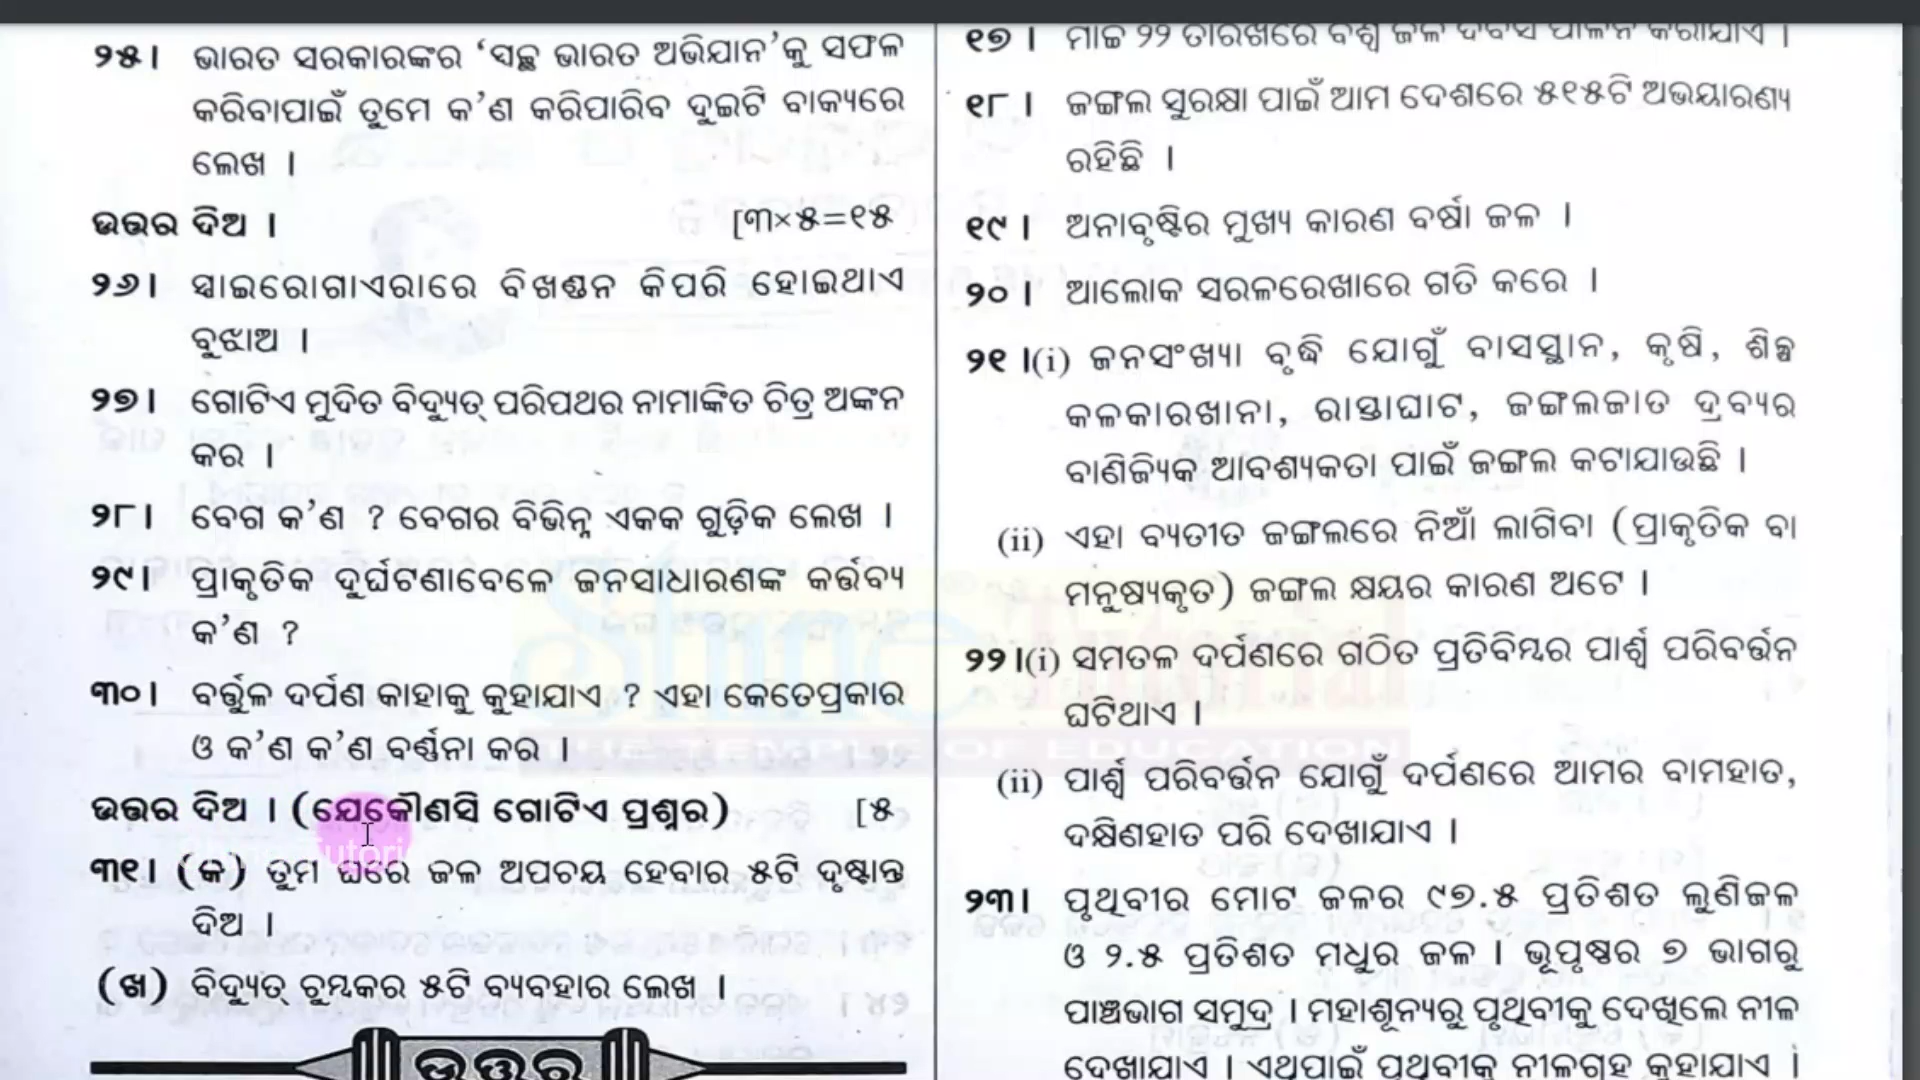 ୨୫। ଭାରତ ସରକାରଙ୍କର ‘ସ୍ବଚ୍ଛ ଭାରତ ଅଭିଯାନ’କୁ ସଫଳ
କରିବାପାଇଁ ତୁମେ କ’ଣ କରିପାରିବ ଦୁଇଟି ବାକ୍ୟରେ
ଲେଖ ।
ଉତ୍ତର ଦିଅ । [୩×୫=୧୫
୨୬। ସ୍ପାଇରୋଗାଏରାରେ ବିଖଣ୍ଡନ କିପରି ହୋଇଥାଏ
ବୁଝାଅ ।
୨୭। ଗୋଟିଏ ମୁଦିତ ବିଦ୍ୟୁତ୍ ପରିପଥର ନାମାଙ୍କିତ ଚିତ୍ର ଅଙ୍କନ
କର ।
୨୮। ବେଗ କ’ଣ ? ବେଗର ବିଭିନ୍ନ ଏକକ ଗୁଡ଼ିକ ଲେଖ ।
୨୯। ପ୍ରାକୃତିକ ଦୁର୍ଘଟଣାବେଳେ ଜନସାଧାରଣଙ୍କ କର୍ତ୍ତବ୍ୟ
କ’ଣ ?
୩୦। ବର୍ତ୍ତୁଳ ଦର୍ପଣ କାହାକୁ କୁହାଯାଏ ? ଏହା କେତେପ୍ରକାର
ଓ କ’ଣ କ’ଣ ବର୍ଣ୍ଣନା କର ।
ଉତ୍ତର ଦିଅ । (ଯେକୌଣସି ଗୋଟିଏ ପ୍ରଶ୍ନର) [୫
୩୧। (କ) ତୁମ ଘରେ ଜଳ ଅପଚୟ ହେବାର ୫ଟି ଦୃଷ୍ଟାନ୍ତ
ଦିଅ ।
(ଖ) ବିଦ୍ୟୁତ୍ ଚୁମ୍ବକର ୫ଟି ବ୍ୟବହାର ଲେଖ ।
ଉତ୍ତର
୧୭ । ମାର୍ଚ୍ଚ ୨୨ ତାରିଖରେ ବିଶ୍ୱ ଜଳ ଦିବସ ପାଳନ କରାଯାଏ ।
୧୮ । ଜଙ୍ଗଲ ସୁରକ୍ଷା ପାଇଁ ଆମ ଦେଶରେ ୫୧୫ଟି ଅଭୟାରଣ୍ୟ
ରହିଛି ।
୧୯ । ଅନାବୃଷ୍ଟିର ମୁଖ୍ୟ କାରଣ ବର୍ଷା ଜଳ ।
୨୦ । ଆଲୋକ ସରଳରେଖାରେ ଗତି କରେ ।
୨୧ ।(i) ଜନସଂଖ୍ୟା ବୃଦ୍ଧି ଯୋଗୁଁ ବାସସ୍ଥାନ, କୃଷି, ଶିଳ୍ପ
କଳକାରଖାନା, ରାସ୍ତାଘାଟ, ଜଙ୍ଗଲଜାତ ଦ୍ରବ୍ୟର
ବାଣିଜ୍ୟିକ ଆବଶ୍ୟକତା ପାଇଁ ଜଙ୍ଗଲ କଟାଯାଉଛି ।
(ii) ଏହା ବ୍ୟତୀତ ଜଙ୍ଗଲରେ ନିଆଁ ଲାଗିବା (ପ୍ରାକୃତିକ ବା
ମନୁଷ୍ୟକୃତ) ଜଙ୍ଗଲ କ୍ଷୟର କାରଣ ଅଟେ ।
୨୨ ।(i) ସମତଳ ଦର୍ପଣରେ ଗଠିତ ପ୍ରତିବିମ୍ବର ପାର୍ଶ୍ୱ ପରିବର୍ତ୍ତନ
ଘଟିଥାଏ ।
(ii) ପାର୍ଶ୍ୱ ପରିବର୍ତ୍ତନ ଯୋଗୁଁ ଦର୍ପଣରେ ଆମର ବାମହାତ,
ଦକ୍ଷିଣହାତ ପରି ଦେଖାଯାଏ ।
୨୩। ପୃଥିବୀର ମୋଟ ଜଳର ୯୭.୫ ପ୍ରତିଶତ ଲୁଣିଜଳ
ଓ ୨.୫ ପ୍ରତିଶତ ମଧୁର ଜଳ । ଭୂପୃଷ୍ଠର ୭ ଭାଗରୁ
ପାଞ୍ଚଭାଗ ସମୁଦ୍ର । ମହାଶୂନ୍ୟରୁ ପୃଥିବୀକୁ ଦେଖିଲେ ନୀଳ
ଦେଖାଯାଏ । ଏଥିପାଇଁ ପୃଥିବୀକୁ ନୀଳଗ୍ରହ କୁହାଯାଏ ।
THE TEMPLE OF EDUCATION